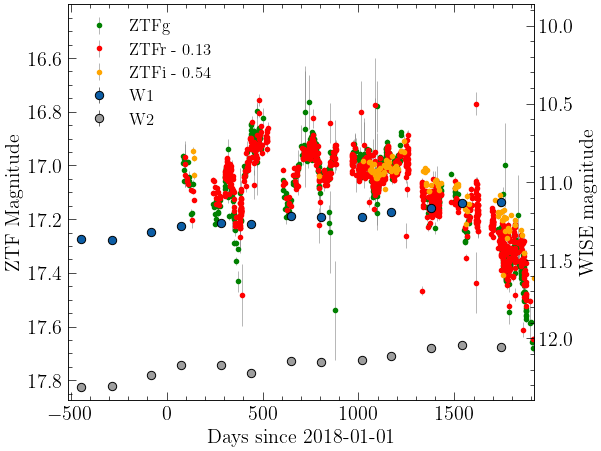 ZTFg
ZTFr - 0.13
ZTFi - 0.54
W1
W2
16.6
16.8
17.0
17.2
17.4
17.6
17.8
ZTF Magnitude
10.0
10.5
11.0
11.5
12.0
WISE magnitude
−500
0
500
1000
1500
Days since 2018-01-01